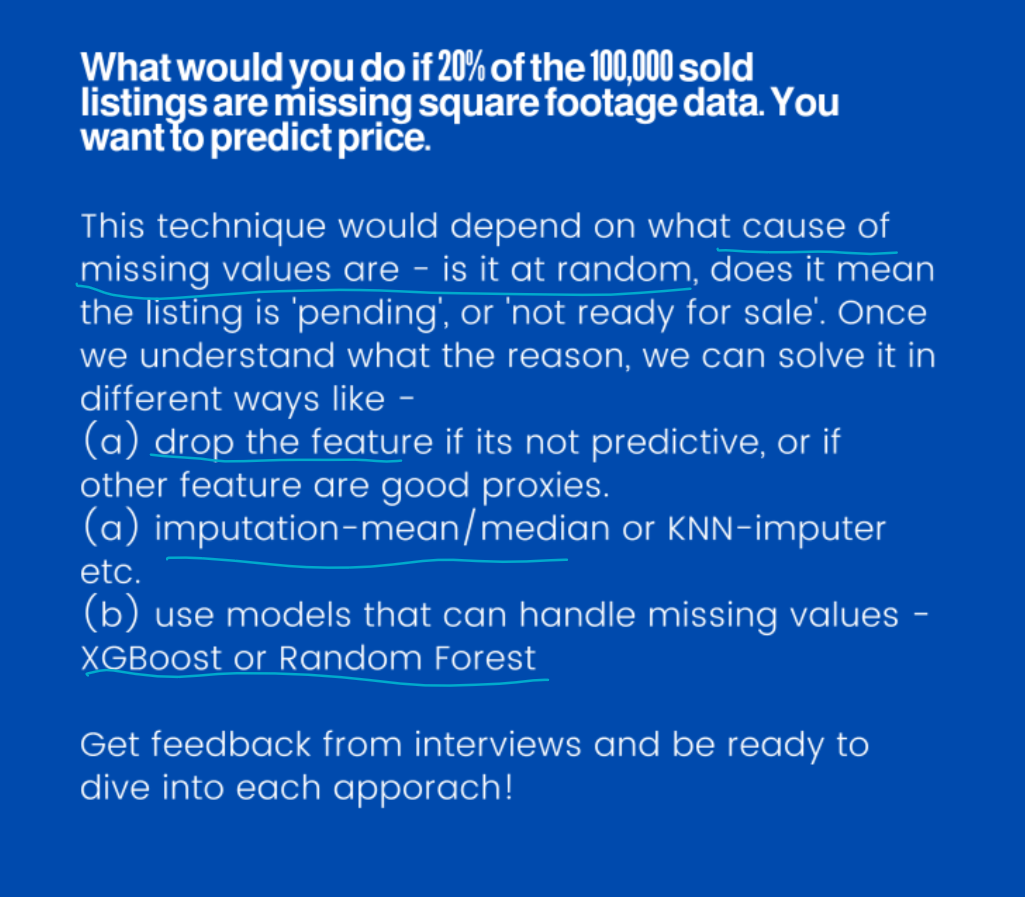 What would you do if 20% of the 100,000 sold
listings are missing square footage data. You
want to predict price.
This technique would depend on what cause of
missing values are - is it at random, does it mean
the listing is 'pending', or 'not ready for sale'. Once
we understand what the reason, we can solve it in
different ways like -
(a) drop the feature if its not predictive, or if
other feature are good proxies.
(a) imputation-mean/median or KNN-imputer
etc.
(b) use models that can handle missing values -
XGBoost or Random Forest
Get feedback from interviews and be ready to
dive into each apporach!